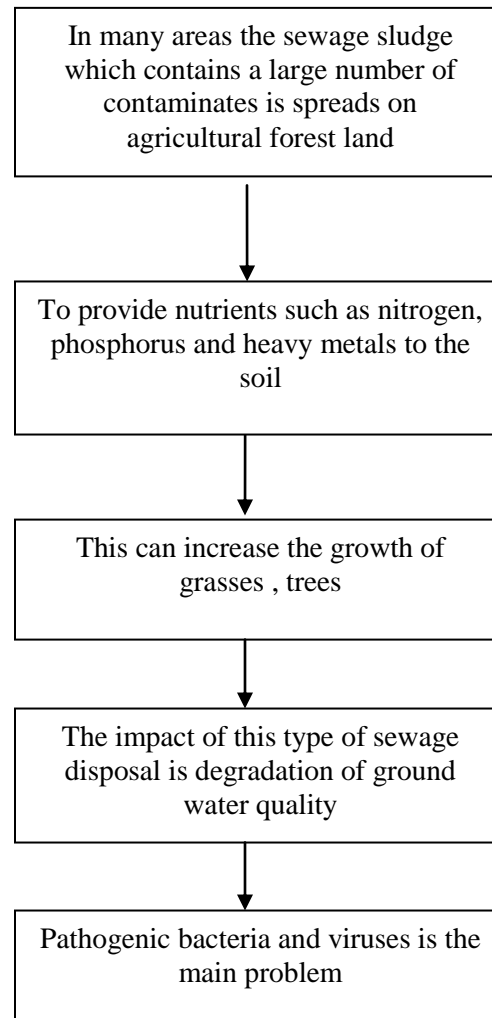 In many areas the sewage sludge
which contains a large number of
contaminates is spreads on
agricultural forest land
To provide nutrients such as nitrogen,
phosphorus and heavy metals to the
soil
This can increase the growth of
grasses , trees
The impact of this type of sewage
disposal is degradation of ground
water quality
Pathogenic bacteria and viruses is the
main problem